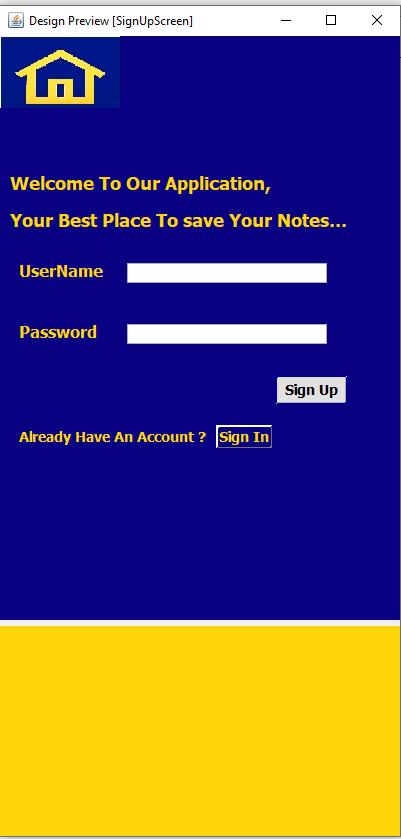 Design Preview [SignUpScreen]
Welcome To Our Application,
Your Best Place To save Your Notes...
UserName
Password
Sign Up
Already Have An Account ? Sign In